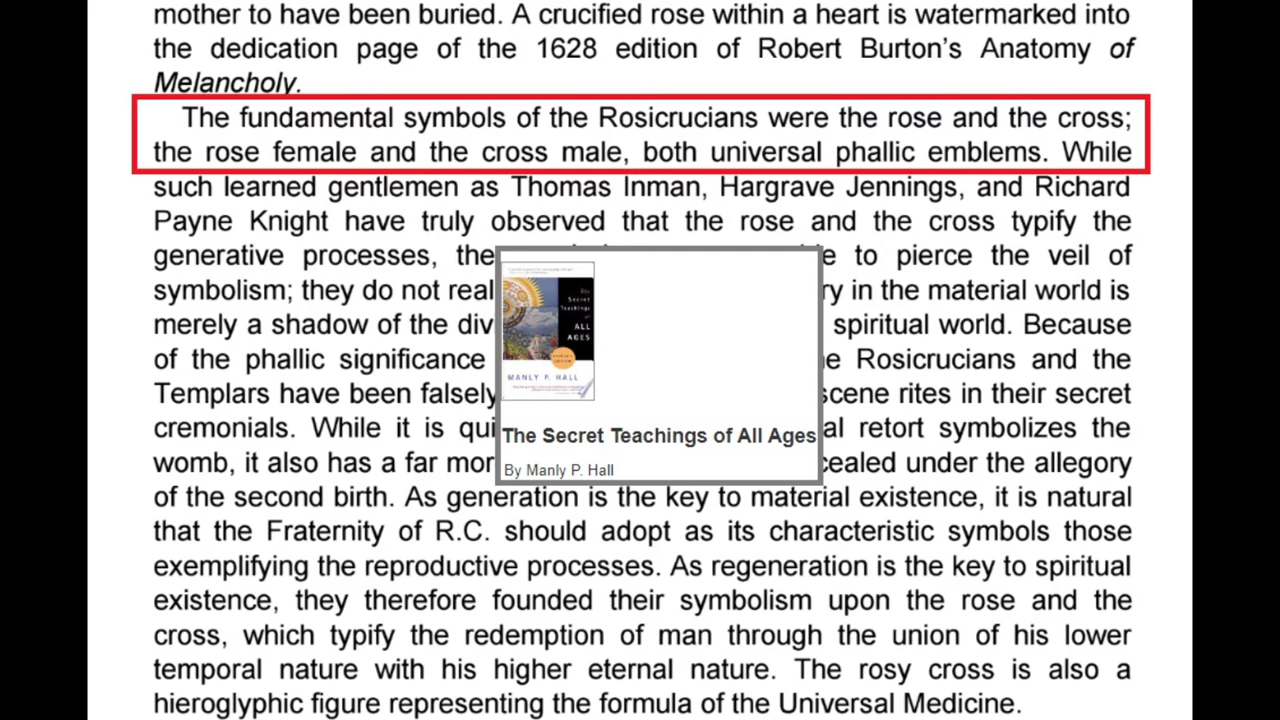 mother to have been buried. A crucified rose within a heart is watermarked into
the dedication page of the 1628 edition of Robert Burton's Anatomy of
Melancholy.
The fundamental symbols of the Rosicrucians were the rose and the cross;
the rose female and the cross male, both universal phallic emblems. While
such learned gentlemen as Thomas Inman, Hargrave Jennings, and Richard
Payne Knight have truly observed that the rose and the cross typify the
generative processes, to pierce the veil of
symbolism; they do not in the material world is
merely a shadow of the spiritual world. Because
of the phallic significance Rosicrucians and the
Templars have been falsely rites in their secret
cremonials. While it is retort symbolizes the
womb, it also has a far under the allegory
of the second birth. As generation is the key to material existence, it is natural
that the Fraternity of R.C. should adopt as its characteristic symbols those
exemplifying the reproductive processes. As regeneration is the key to spiritual
existence, they therefore founded their symbolism upon the rose and the
cross, which typify the redemption of man through the union of his lower
temporal nature with his higher eternal nature. The rosy cross is also a
hieroglyphic figure representing the formula of the Universal Medicine.
The
Secret
Teachings
of
ALL
AGES
MANLY P. HALL
The Secret Teachings of All Ages
By Manly P. Hall